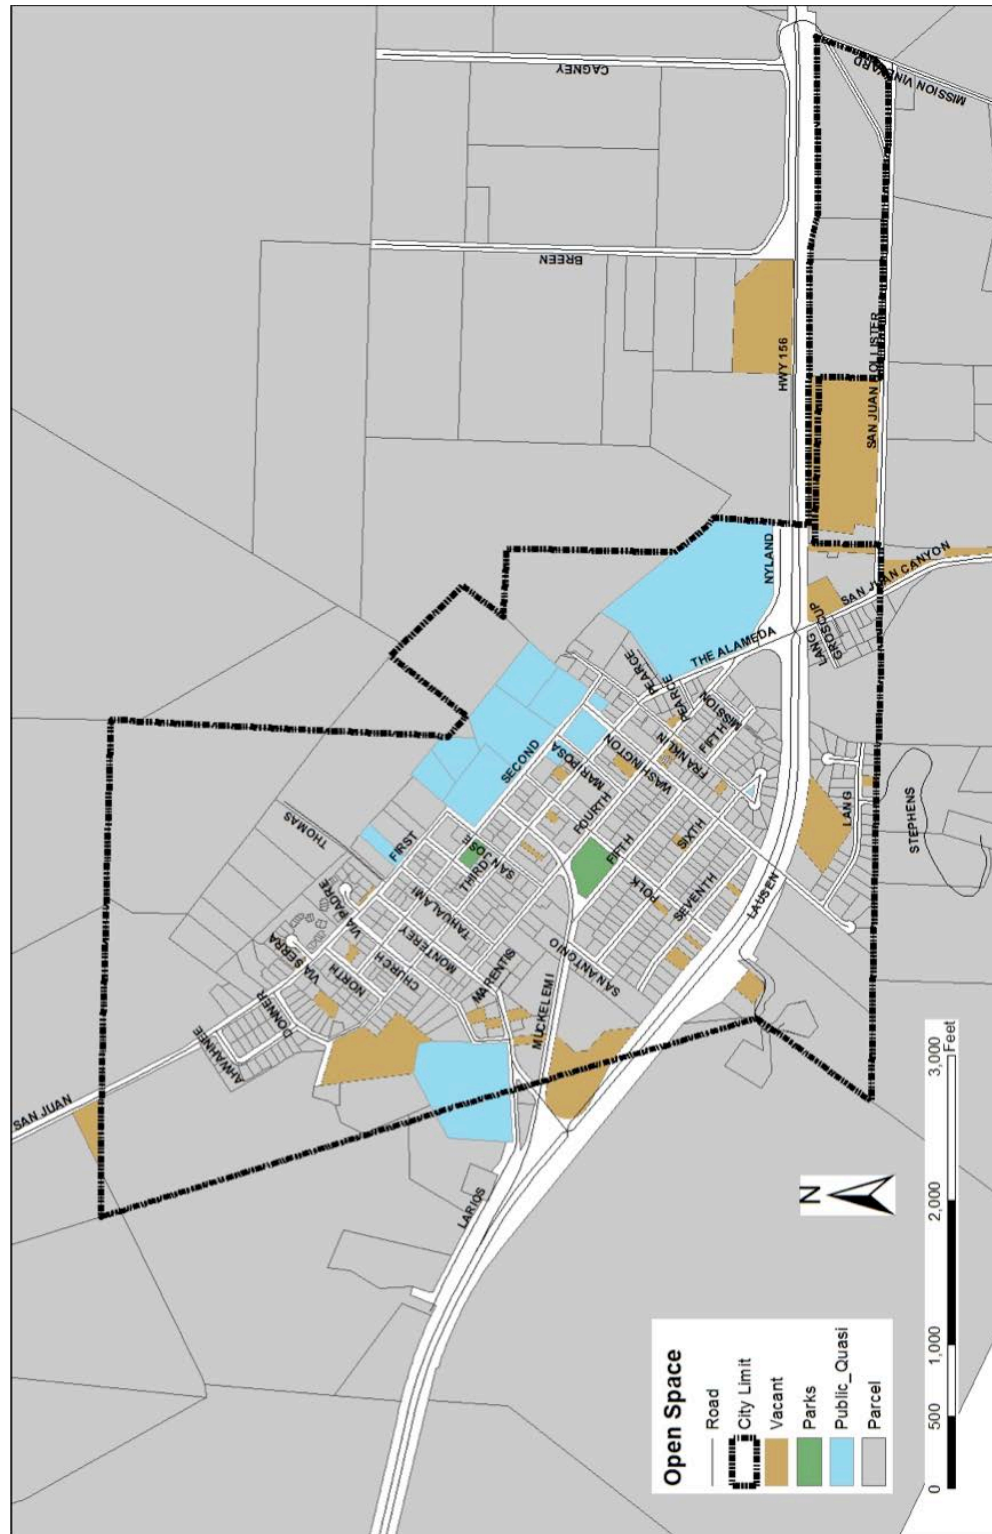 CAGNEY
MISSION VINEYARD
BREEN
HWY 156
SAN JUAN HOLLISTER
NYLAND
SAN JUAN CANYON
GROSCUP
LANG
THE ALAMEDA
PEARCE
PEARCE
MISSION
FIFTH
FRANKLIN
WASHINGTON
MARIPOSA
SECOND
FOURTH
FIFTH
SIXTH
POLK
SEVENTH
LAUSEN
LANG
STEPHENS
SAN JOSE
THIRD
TAHUALAMI
FIRST
THOMAS
VIA PADRE
VIA SERRA
NORTH
CHURCH
MONTEREY
MARENTIS
SAN ANTONIO
MUCKELEMI
DONNER
AHWAHNEE
SAN JUAN
LARIOS
N
Open Space
Road
City Limit
Vacant
Parks
Public_Quasi
Parcel
0 500 1,000 2,000 3,000
Feet